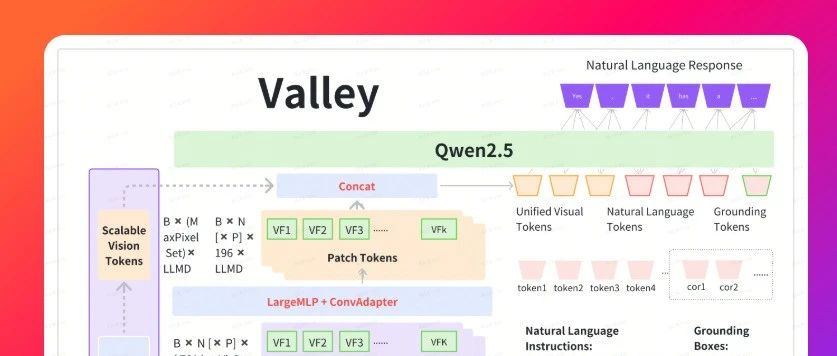 Natural Language Response
Valley
Yes , it has a ...
Qwen2.5
Concat
Scalable
Vision
Tokens
B × (M
axPixel
Set)×
LLMD
B × N
[× P] ×
196 ×
LLMD
VF1 VF2 VF3 ...... VFk
Patch Tokens
Unified Visual
Tokens
Natural Language
Tokens
Grounding
Tokens
token1 token2 token3 token4 ... cor1 cor2 ......
LargeMLP + ConvAdapter
B × N [× P] ×
VF1 VF2 VF3 ...... VFK
Natural Language
Instructions:
Grounding
Boxes: